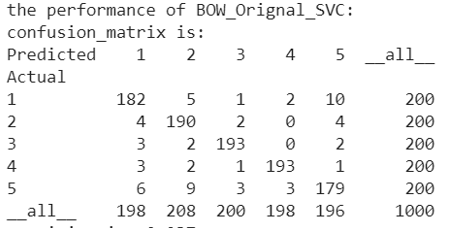 the performance of BOW_Orignal_SVC:
confusion_matrix is:
Predicted 1 2 3 4 5 __all__
Actual
1 182 5 1 2 10 200
2 4 190 2 0 4 200
3 3 2 193 0 2 200
4 3 2 1 193 1 200
5 6 9 3 3 179 200
__all__ 198 208 200 198 196 1000